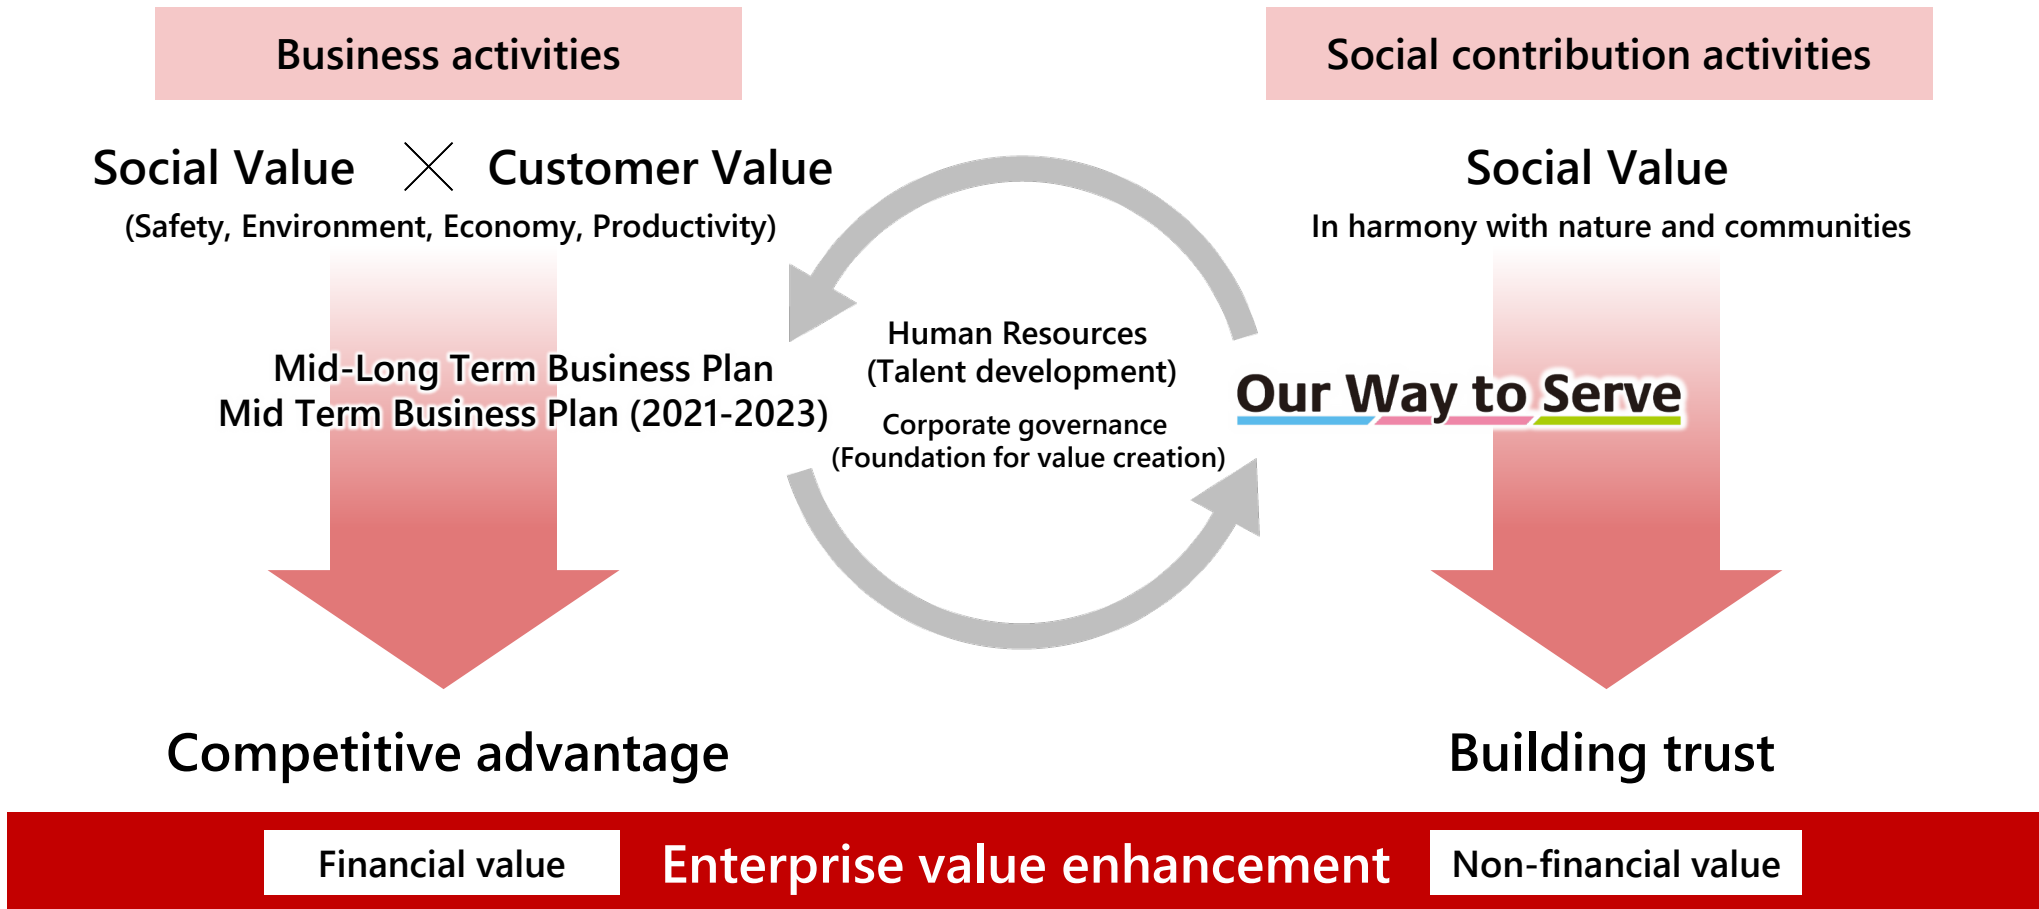 Business activities
Social contribution activities
Social Value × Customer Value
(Safety, Environment, Economy, Productivity)
Social Value
In harmony with nature and communities
Mid-Long Term Business Plan
Mid Term Business Plan (2021-2023)
Human Resources
(Talent development)
Corporate governance
(Foundation for value creation)
Our Way to Serve
Competitive advantage
Building trust
Financial value
Enterprise value enhancement
Non-financial value